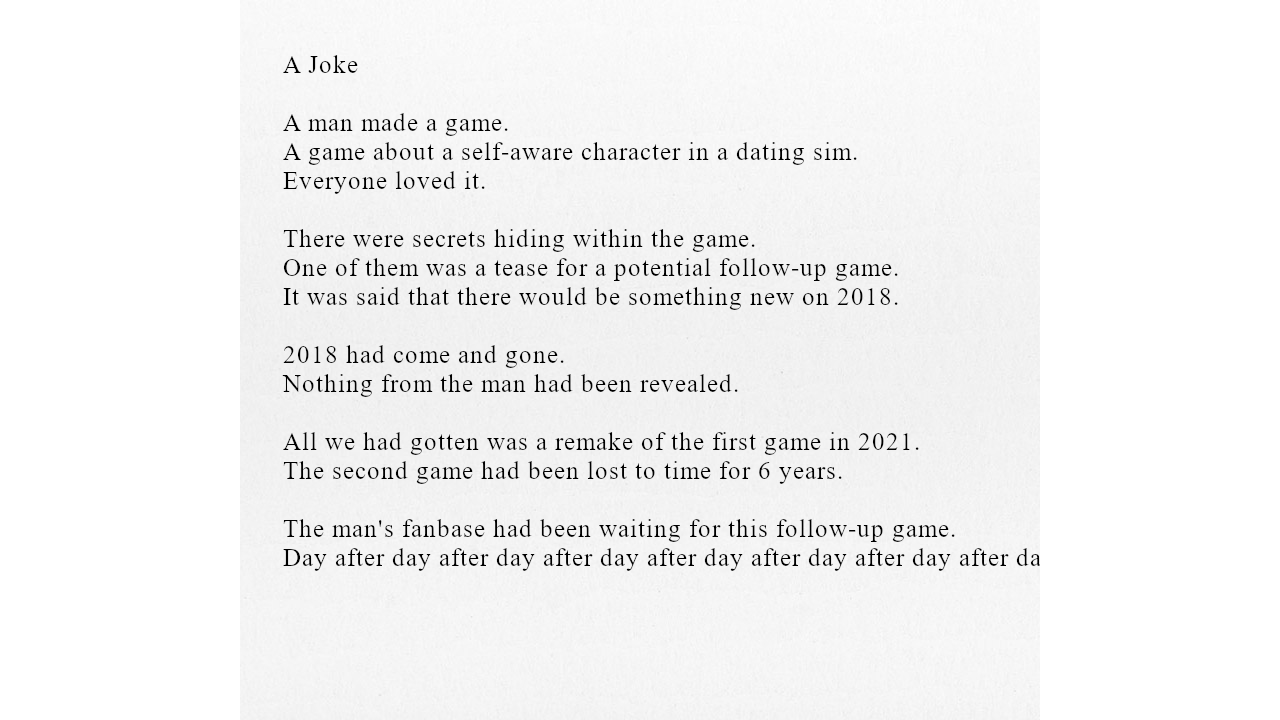 A Joke
A man made a game.
A game about a self-aware character in a dating sim.
Everyone loved it.
There were secrets hiding within the game.
One of them was a tease for a potential follow-up game.
It was said that there would be something new on 2018.
2018 had come and gone.
Nothing from the man had been revealed.
All we had gotten was a remake of the first game in 2021.
The second game had been lost to time for 6 years.
The man's fanbase had been waiting for this follow-up game.
Day after day after day after day after day after day after day after da